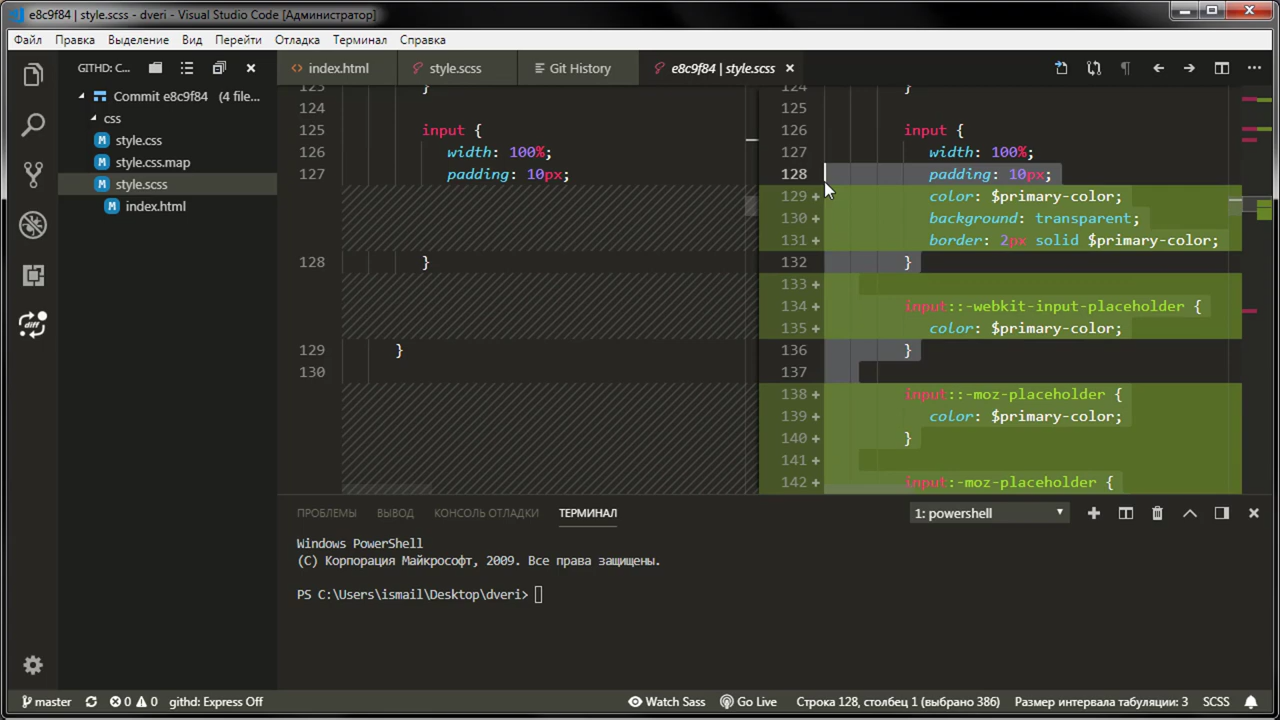 e8c9f84 | style.scss - dveri - Visual Studio Code [Администратор]
Файл Правка Выделение Вид Перейти Отладка Терминал Справка
GITHD: C...
index.html style.scss Git History e8c9f84 | style.scss
Commit e8c9f84 (4 file...
css
style.css
style.css.map
style.scss
index.html
diff
123 }
124
125 input {
126 width: 100%;
127 padding: 10px;
128 }
129 }
130
124 }
125
126 input {
127 width: 100%;
128 padding: 10px;
129 + color: $primary-color;
130 + background: transparent;
131 + border: 2px solid $primary-color;
132 }
133 +
134 + input::-webkit-input-placeholder {
135 + color: $primary-color;
136 }
137
138 + input::-moz-placeholder {
139 + color: $primary-color;
140 + }
141 +
142 + input:-moz-placeholder {
ПРОБЛЕМЫ ВЫВОД КОНСОЛЬ ОТЛАДКИ ТЕРМИНАЛ 1: powershell
Windows PowerShell
(C) Корпорация Майкрософт, 2009. Все права защищены.
PS C:\Users\ismail\Desktop\dveri>
master 0 0 githd: Express Off Watch Sass Go Live Строка 128, столбец 1 (выбрано 386) Размер интервала табуляции: 3 SCSS